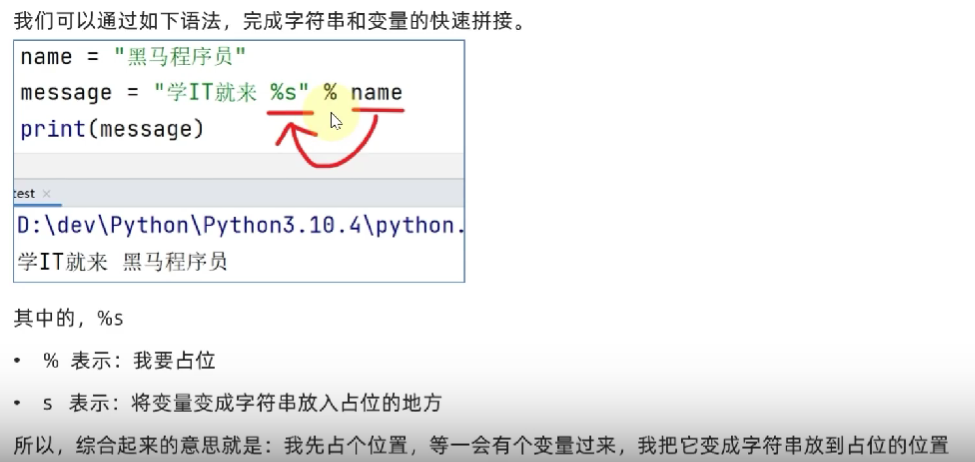 我们可以通过如下语法，完成字符串和变量的快速拼接。
name = "黑马程序员"
message = "学IT就来 %s" % name
print(message)
test ×
D:\dev\Python\Python3.10.4\python.
学IT就来 黑马程序员
其中的，%s
• % 表示：我要占位
• s 表示：将变量变成字符串放入占位的地方
所以，综合起来的意思就是：我先占个位置，等一会有个变量过来，我把它变成字符串放到占位的位置